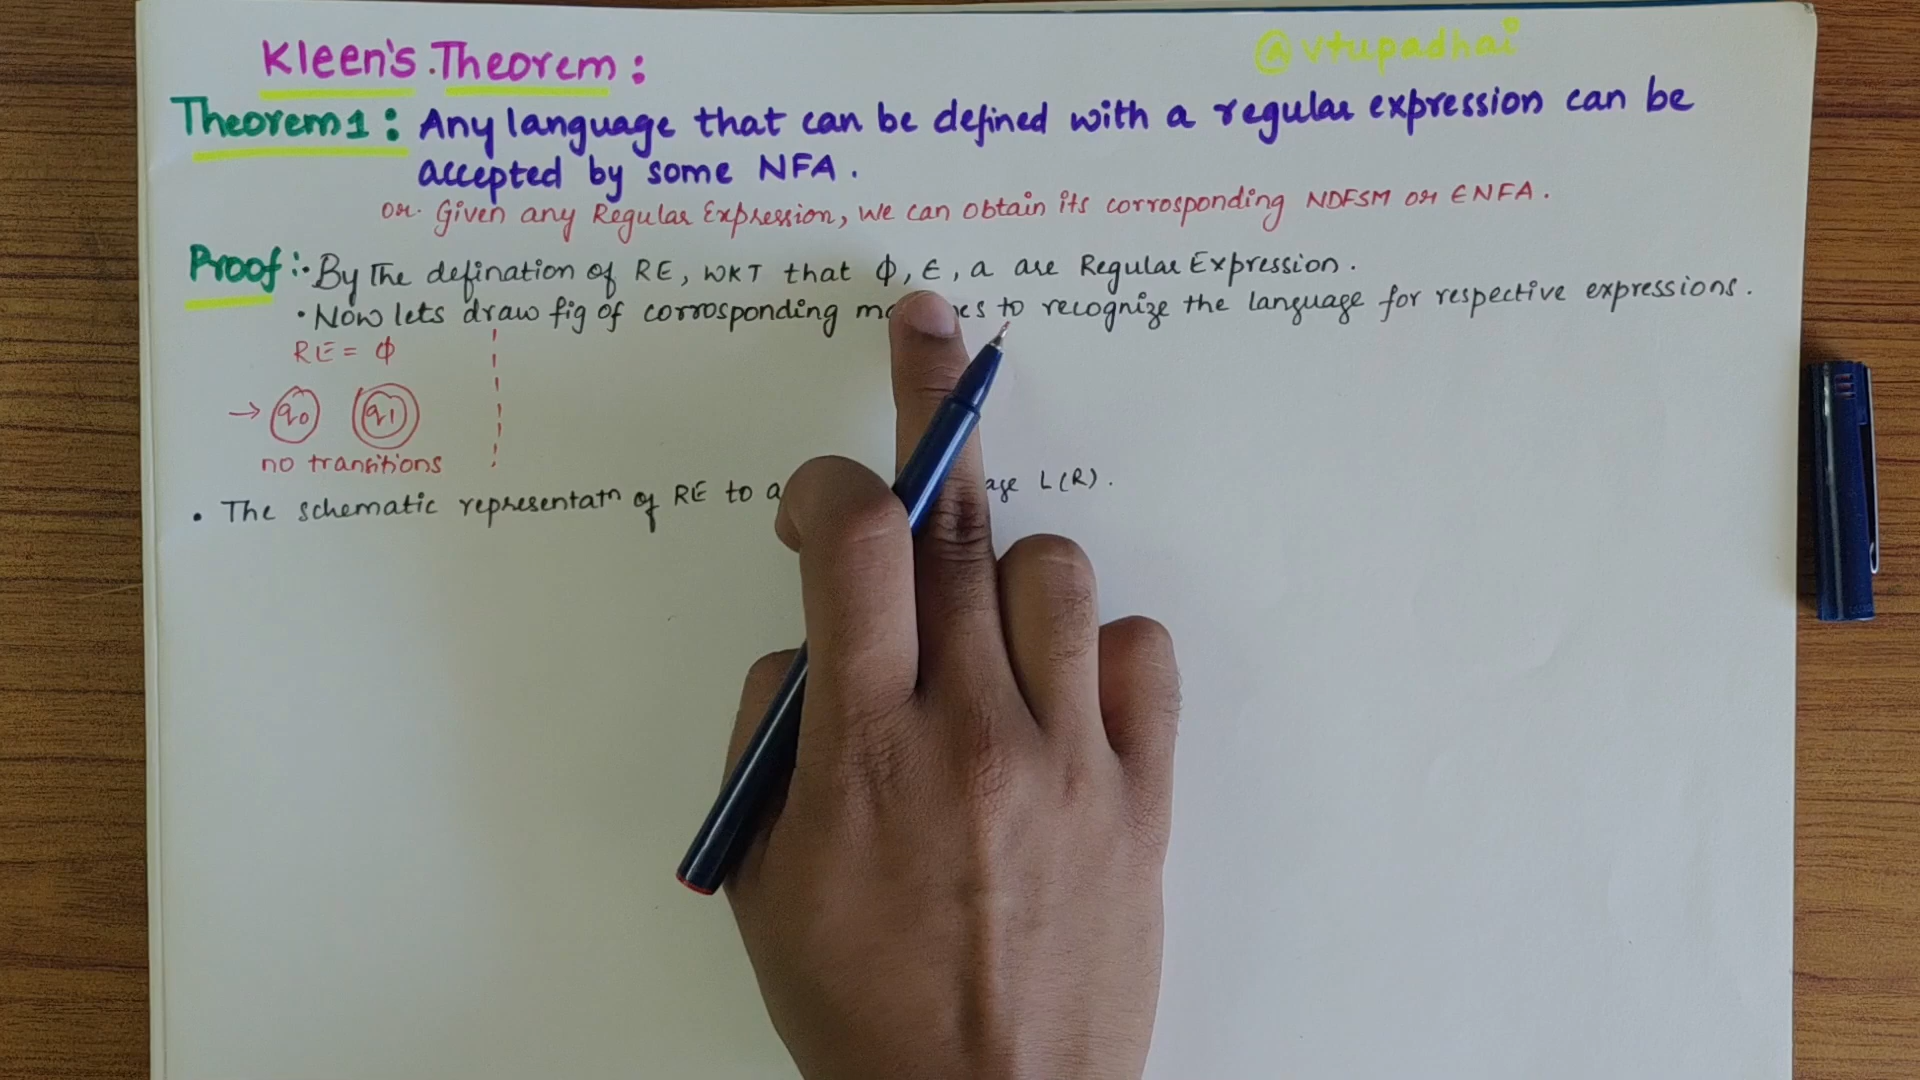 Kleen's Theorem :
@vtupadhai
Theorem 1 : Any language that can be defined with a regular expression can be
accepted by some NFA .
or. Given any Regular Expression, we can obtain its corrosponding NDFSM or ENFA .
Proof :· By The defination of RE, WKT that Φ, ϵ, a are Regular Expression .
· Now lets draw fig of corrosponding to recognize the language for respective expressions .
RE = Φ
→ q0 q1
no transitions
• The schematic representatn of RE to L(R) .